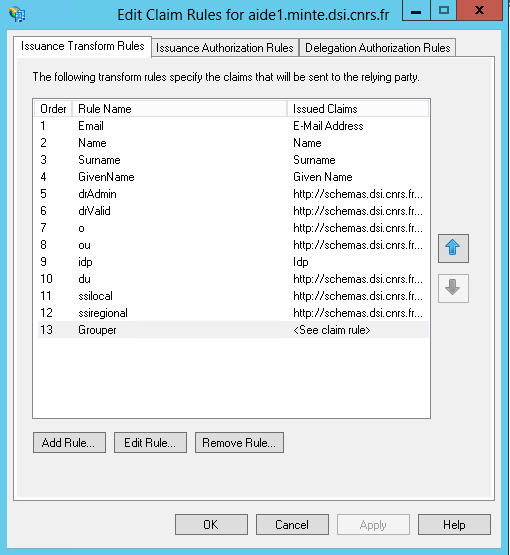 Edit Claim Rules for aide1.minte.dsi.cnrs.fr
Issuance Transform Rules Issuance Authorization Rules Delegation Authorization Rules
The following transform rules specify the claims that will be sent to the relying party.
Order Rule Name Issued Claims
1 Email E-Mail Address
2 Name Name
3 Surname Surname
4 GivenName Given Name
5 drAdmin http://schemas.dsi.cnrs.fr...
6 drValid http://schemas.dsi.cnrs.fr...
7 o http://schemas.dsi.cnrs.fr...
8 ou http://schemas.dsi.cnrs.fr...
9 idp Idp
10 du http://schemas.dsi.cnrs.fr...
11 ssilocal http://schemas.dsi.cnrs.fr...
12 ssiregional http://schemas.dsi.cnrs.fr...
13 Grouper <See claim rule>
Add Rule... Edit Rule... Remove Rule...
OK Cancel Apply Help